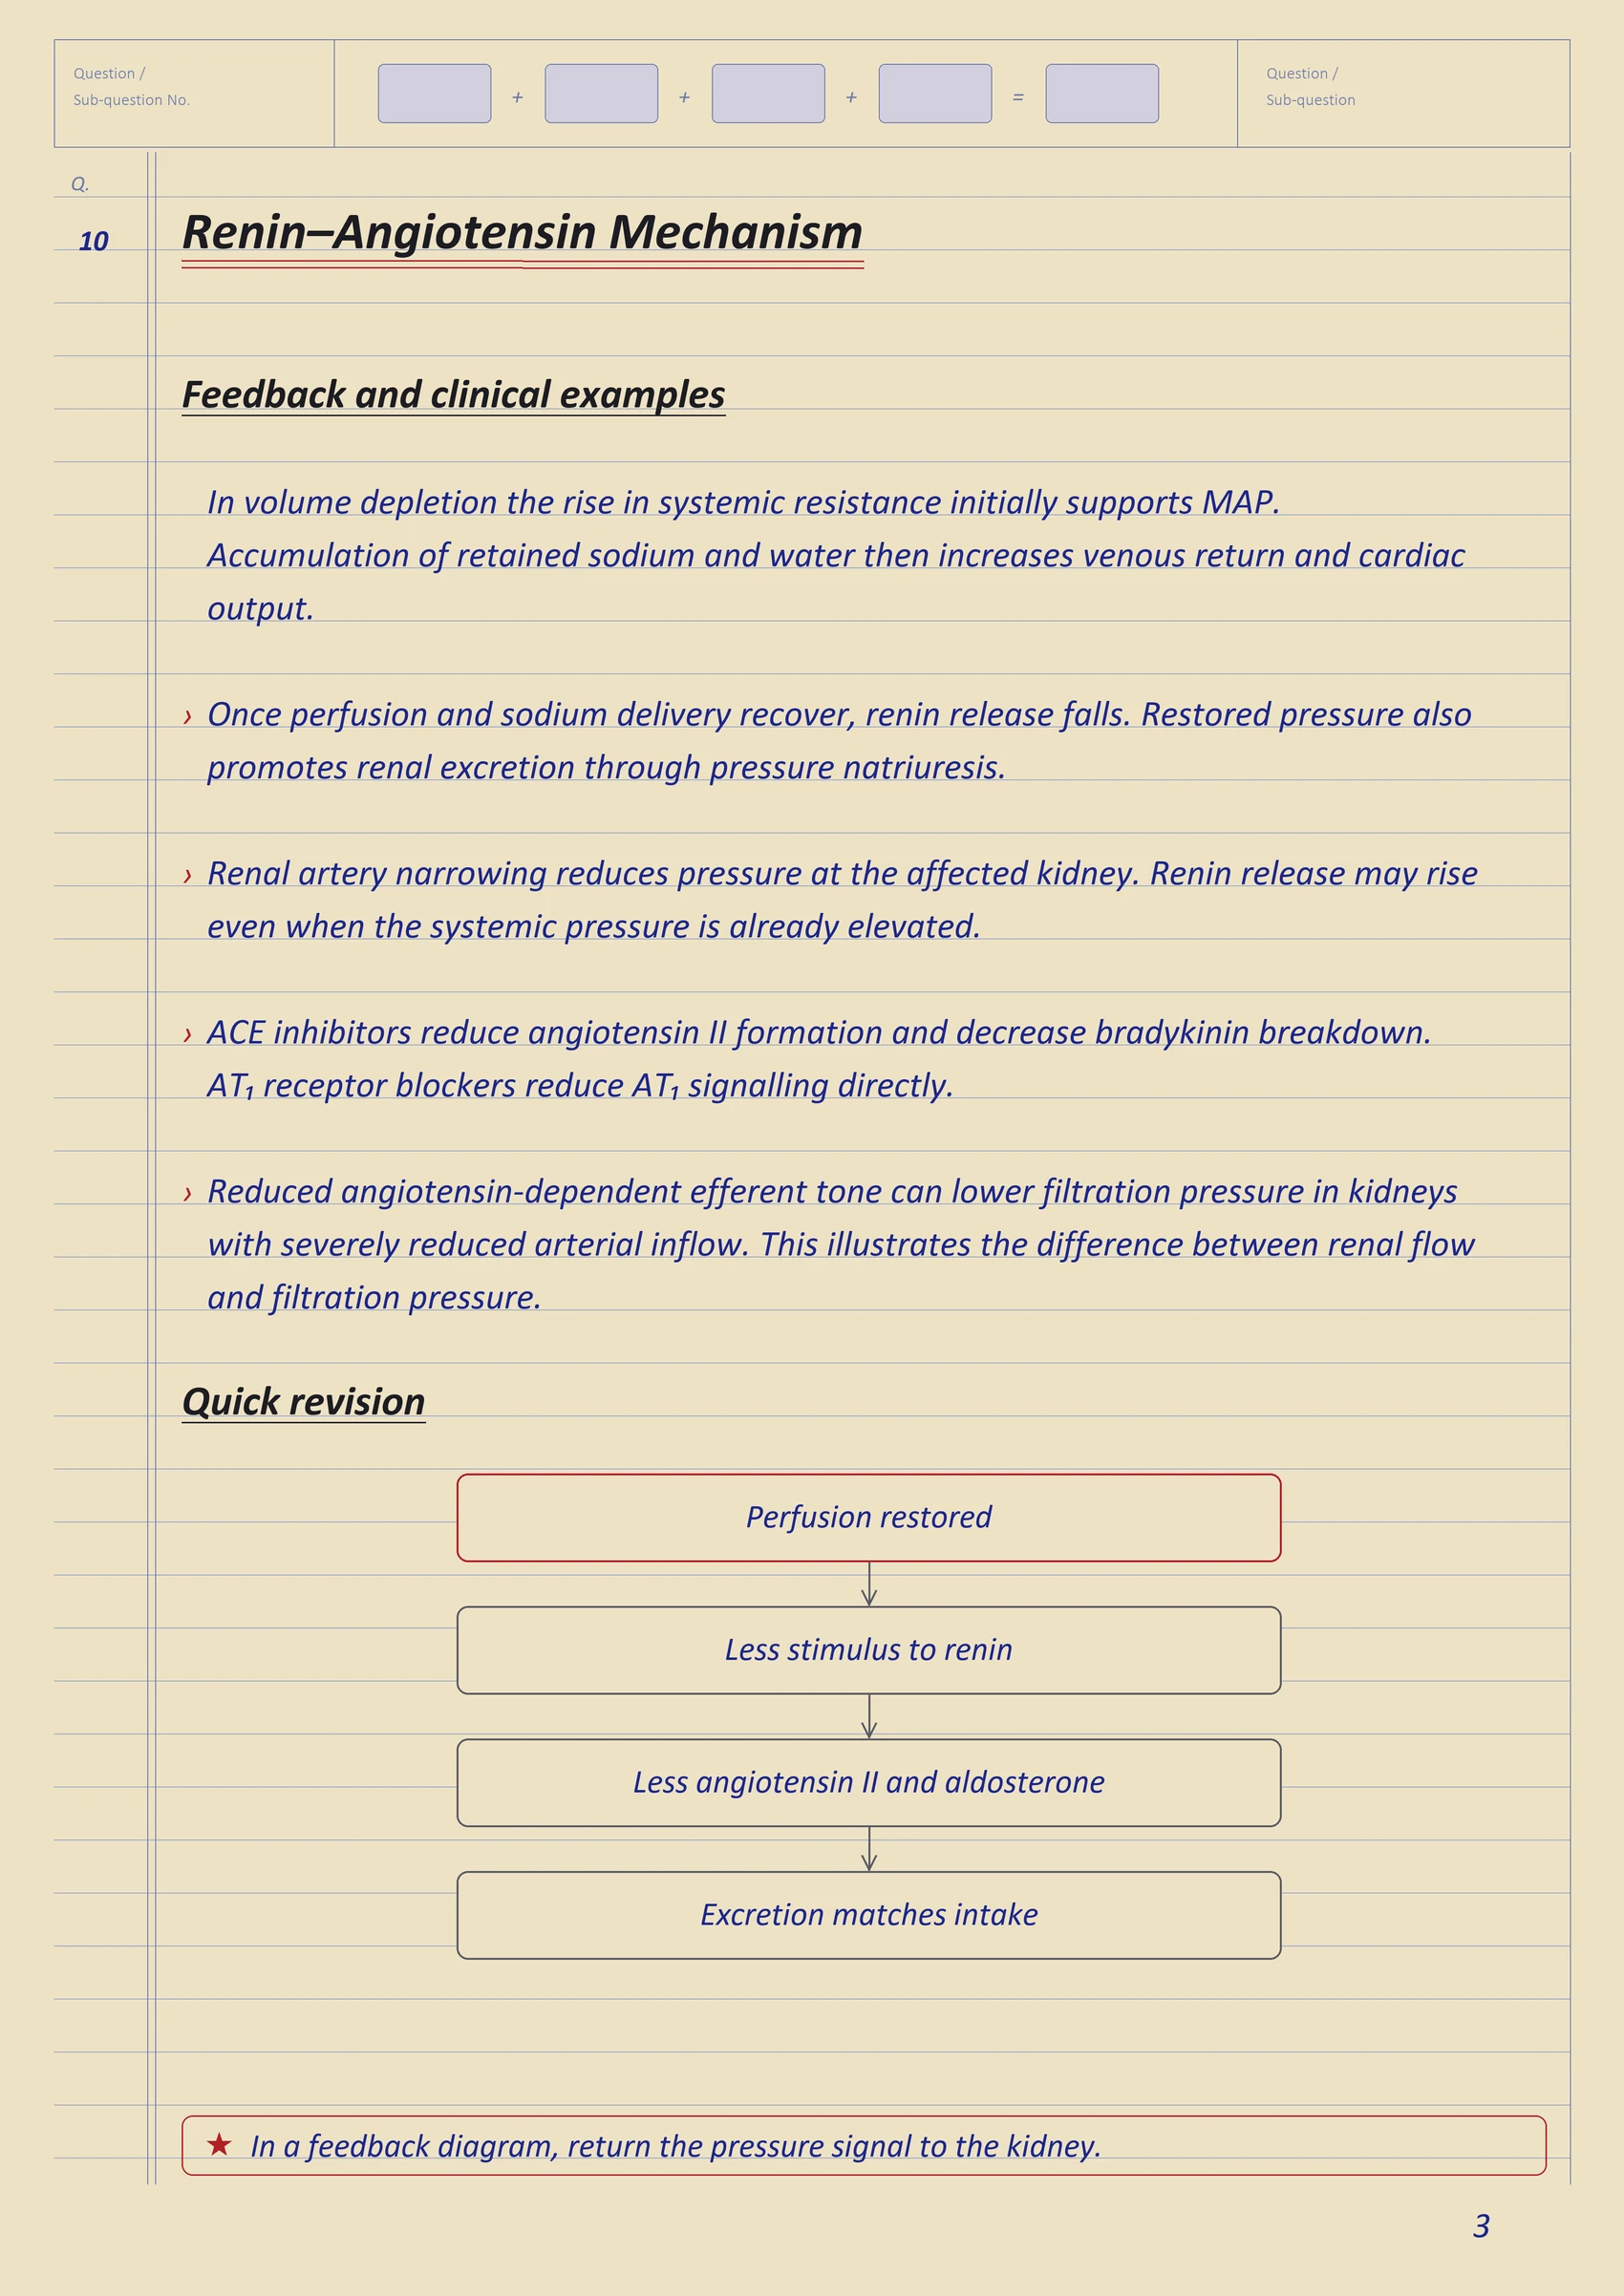 Question /
Sub-question No.
+ + + + =
Question /
Sub-question
Q.
10
Renin–Angiotensin Mechanism
Feedback and clinical examples
In volume depletion the rise in systemic resistance initially supports MAP.
Accumulation of retained sodium and water then increases venous return and cardiac
output.
› Once perfusion and sodium delivery recover, renin release falls. Restored pressure also
promotes renal excretion through pressure natriuresis.
› Renal artery narrowing reduces pressure at the affected kidney. Renin release may rise
even when the systemic pressure is already elevated.
› ACE inhibitors reduce angiotensin II formation and decrease bradykinin breakdown.
AT₁ receptor blockers reduce AT₁ signalling directly.
› Reduced angiotensin-dependent efferent tone can lower filtration pressure in kidneys
with severely reduced arterial inflow. This illustrates the difference between renal flow
and filtration pressure.
Quick revision
Perfusion restored
Less stimulus to renin
Less angiotensin II and aldosterone
Excretion matches intake
★ In a feedback diagram, return the pressure signal to the kidney.
3